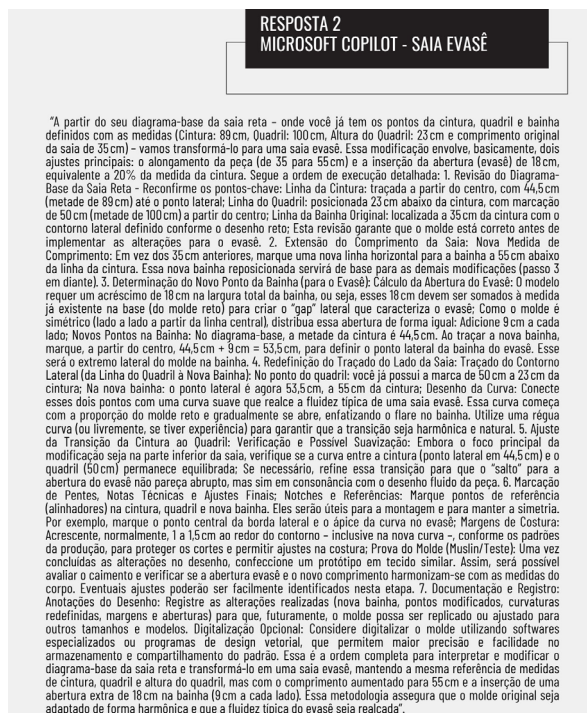 RESPOSTA 2
MICROSOFT COPILOT - SAIA EVASÊ
"A partir do seu diagrama-base da saia reta – onde você já tem os pontos da cintura, quadril e bainha
definidos com as medidas (Cintura: 89 cm, Quadril: 100 cm, Altura do Quadril: 23 cm e comprimento original
da saia de 35 cm) – vamos transformá-lo para uma saia evasê. Essa modificação envolve, basicamente, dois
ajustes principais: o alongamento da peça (de 35 para 55 cm) e a inserção da abertura (evasê) de 18 cm,
equivalente a 20% da medida da cintura. Segue a ordem de execução detalhada: 1. Revisão do Diagrama-
Base da Saia Reta - Reconfirme os pontos-chave: Linha da Cintura: traçada a partir do centro, com 44,5 cm
(metade de 89 cm) até o ponto lateral; Linha do Quadril: posicionada 23 cm abaixo da cintura, com marcação
de 50 cm (metade de 100 cm) a partir do centro; Linha da Bainha Original: localizada a 35 cm da cintura com o
contorno lateral definido conforme o desenho reto; Esta revisão garante que o molde está correto antes de
implementar as alterações para o evasê. 2. Extensão do Comprimento da Saia: Nova Medida de
Comprimento: Em vez dos 35 cm anteriores, marque uma nova linha horizontal para a bainha a 55 cm abaixo
da linha da cintura. Essa nova bainha reposicionada servirá de base para as demais modificações (passo 3
em diante). 3. Determinação do Novo Ponto da Bainha (para o Evasê): Cálculo da Abertura do Evasê: O modelo
requer um acréscimo de 18 cm na largura total da bainha, ou seja, esses 18 cm devem ser somados à medida
já existente na base (do molde reto) para criar o "gap" lateral que caracteriza o evasê; Como o molde é
simétrico (lado a lado a partir da linha central), distribua essa abertura de forma igual: Adicione 9 cm a cada
lado; Novos Pontos na Bainha: No diagrama-base, a metade da cintura é 44,5 cm. Ao traçar a nova bainha,
marque, a partir do centro, 44,5 cm + 9 cm = 53,5 cm, para definir o ponto lateral da bainha do evasê. Esse
será o extremo lateral do molde na bainha. 4. Redefinição do Traçado do Lado da Saia: Traçado do Contorno
Lateral (da Linha do Quadril à Nova Bainha): No ponto do quadril: você já possui a marca de 50 cm a 23 cm da
cintura; Na nova bainha: o ponto lateral é agora 53,5 cm, a 55 cm da cintura; Desenho da Curva: Conecte
esses dois pontos com uma curva suave que realce a fluidez típica de uma saia evasê. Essa curva começa
com a proporção do molde reto e gradualmente se abre, enfatizando o flare na bainha. Utilize uma régua
curva (ou livremente, se tiver experiência) para garantir que a transição seja harmônica e natural. 5. Ajuste
da Transição da Cintura ao Quadril: Verificação e Possível Suavização: Embora o foco principal da
modificação seja na parte inferior da saia, verifique se a curva entre a cintura (ponto lateral em 44,5 cm) e o
quadril (50 cm) permanece equilibrada; Se necessário, refine essa transição para que o "salto" para a
abertura do evasê não pareça abrupto, mas sim em consonância com o desenho fluido da peça. 6. Marcação
de Pentes, Notas Técnicas e Ajustes Finais; Notches e Referências: Marque pontos de referência
(alinhadores) na cintura, quadril e nova bainha. Eles serão úteis para a montagem e para manter a simetria.
Por exemplo, marque o ponto central da borda lateral e o ápice da curva no evasê; Margens de Costura:
Acrescente, normalmente, 1 a 1,5 cm ao redor do contorno – inclusive na nova curva –, conforme os padrões
da produção, para proteger os cortes e permitir ajustes na costura; Prova do Molde (Muslin/Teste): Uma vez
concluídas as alterações no desenho, confeccione um protótipo em tecido similar. Assim, será possível
avaliar o caimento e verificar se a abertura evasê e o novo comprimento harmonizam-se com as medidas do
corpo. Eventuais ajustes poderão ser facilmente identificados nesta etapa. 7. Documentação e Registro:
Anotações do Desenho: Registre as alterações realizadas (nova bainha, pontos modificados, curvaturas
redefinidas, margens e aberturas) para que, futuramente, o molde possa ser replicado ou ajustado para
outros tamanhos e modelos. Digitalização Opcional: Considere digitalizar o molde utilizando softwares
especializados ou programas de design vetorial, que permitem maior precisão e facilidade no
armazenamento e compartilhamento do padrão. Essa é a ordem completa para interpretar e modificar o
diagrama-base da saia reta e transformá-lo em uma saia evasê, mantendo a mesma referência de medidas
de cintura, quadril e altura do quadril, mas com o comprimento aumentado para 55 cm e a inserção de uma
abertura extra de 18 cm na bainha (9 cm a cada lado). Essa metodologia assegura que o molde original seja
adaptado de forma harmônica e que a fluidez típica do evasê seja realçada".